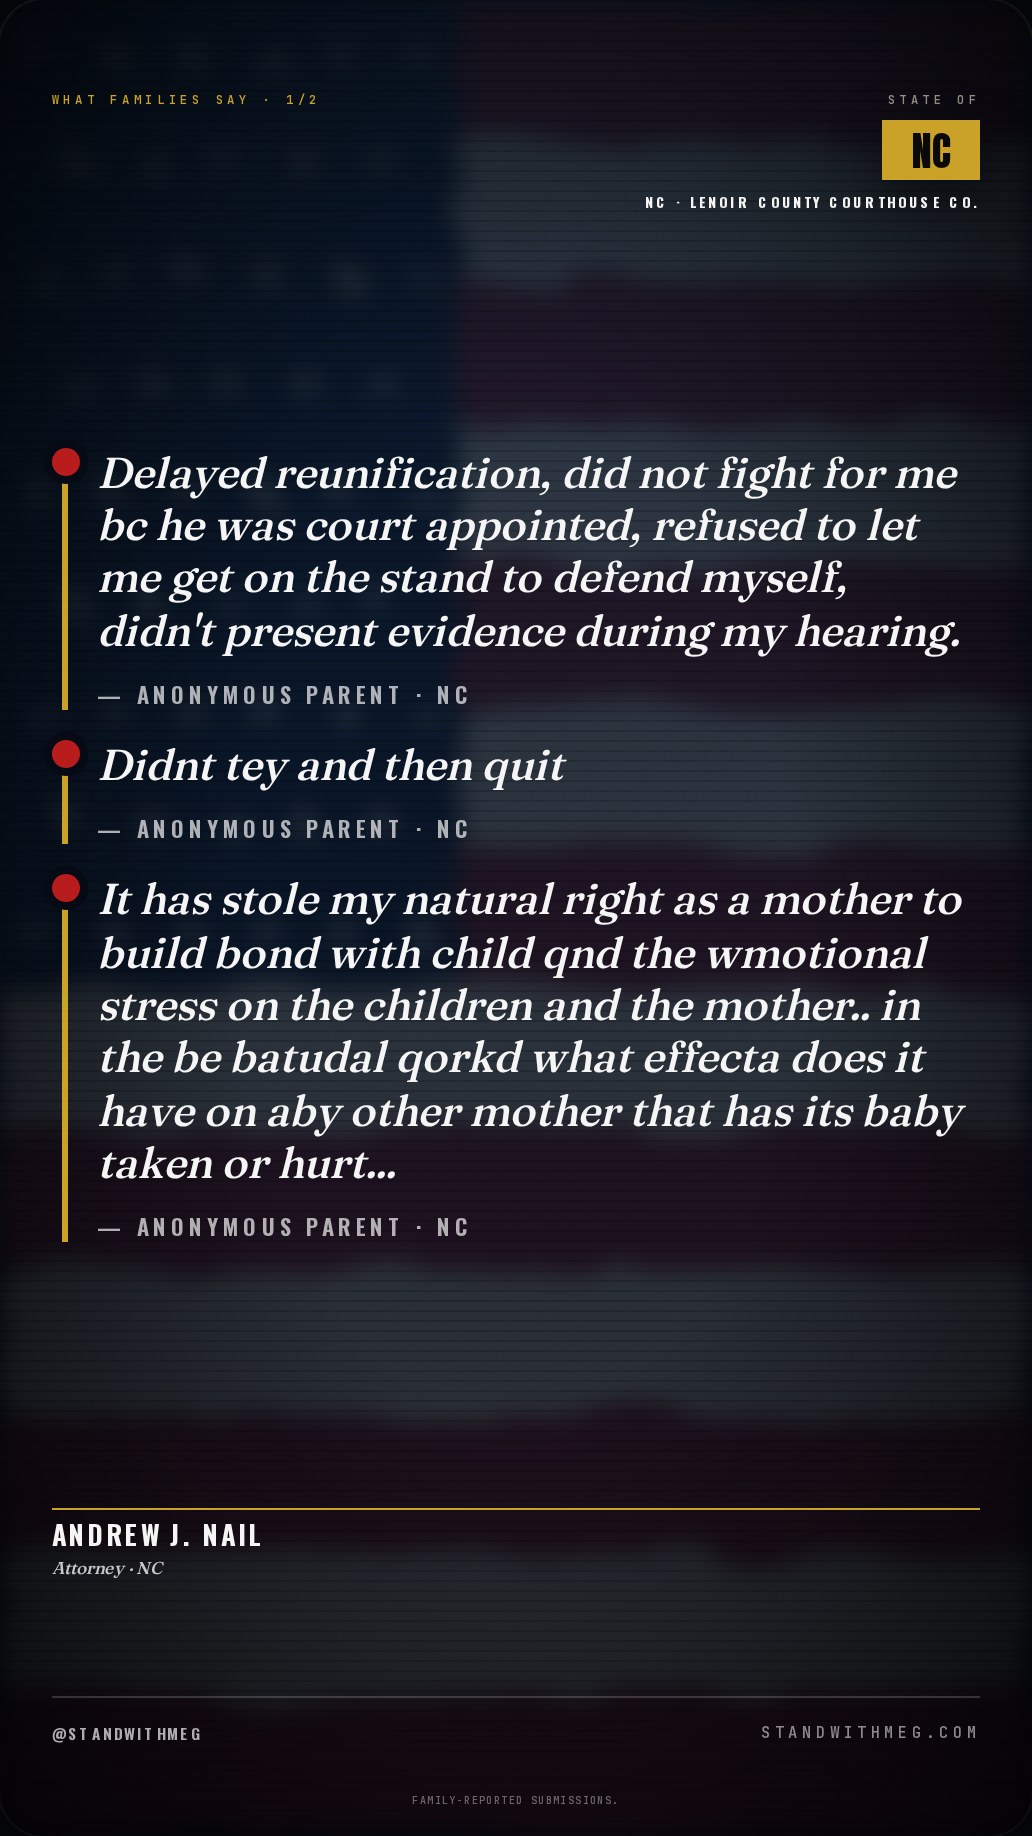 WHAT FAMILIES SAY · 1/2
STATE OF
NC
NC · LENOIR COUNTY COURTHOUSE CO.
Delayed reunification, did not fight for me
bc he was court appointed, refused to let
me get on the stand to defend myself,
didn't present evidence during my hearing.
— ANONYMOUS PARENT · NC
Didnt tey and then quit
— ANONYMOUS PARENT · NC
It has stole my natural right as a mother to
build bond with child qnd the wmotional
stress on the children and the mother.. in
the be batudal qorkd what effecta does it
have on aby other mother that has its baby
taken or hurt...
— ANONYMOUS PARENT · NC
ANDREW J. NAIL
Attorney · NC
@STANDWITHMEG
STANDWITHMEG.COM
FAMILY-REPORTED SUBMISSIONS.